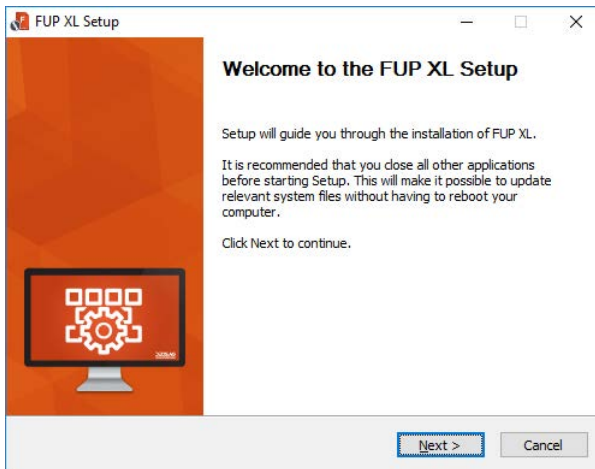 FUP XL Setup
Welcome to the FUP XL Setup
Setup will guide you through the installation of FUP XL.
It is recommended that you close all other applications
before starting Setup. This will make it possible to update
relevant system files without having to reboot your
computer.
Click Next to continue.
Next >
Cancel